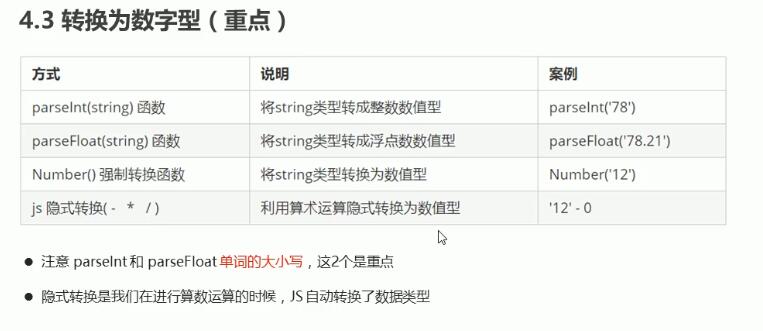 4.3 转换为数字型（重点）
方式 说明 案例
parseInt(string) 函数 将string类型转成整数数值型 parseInt('78')
parseFloat(string) 函数 将string类型转成浮点数数值型 parseFloat('78.21')
Number() 强制转换函数 将string类型转换为数值型 Number('12')
js 隐式转换( - * / ) 利用算术运算隐式转换为数值型 '12' - 0
● 注意 parseInt 和 parseFloat 单词的大小写，这2个是重点
● 隐式转换是我们在进行算数运算的时候，JS 自动转换了数据类型